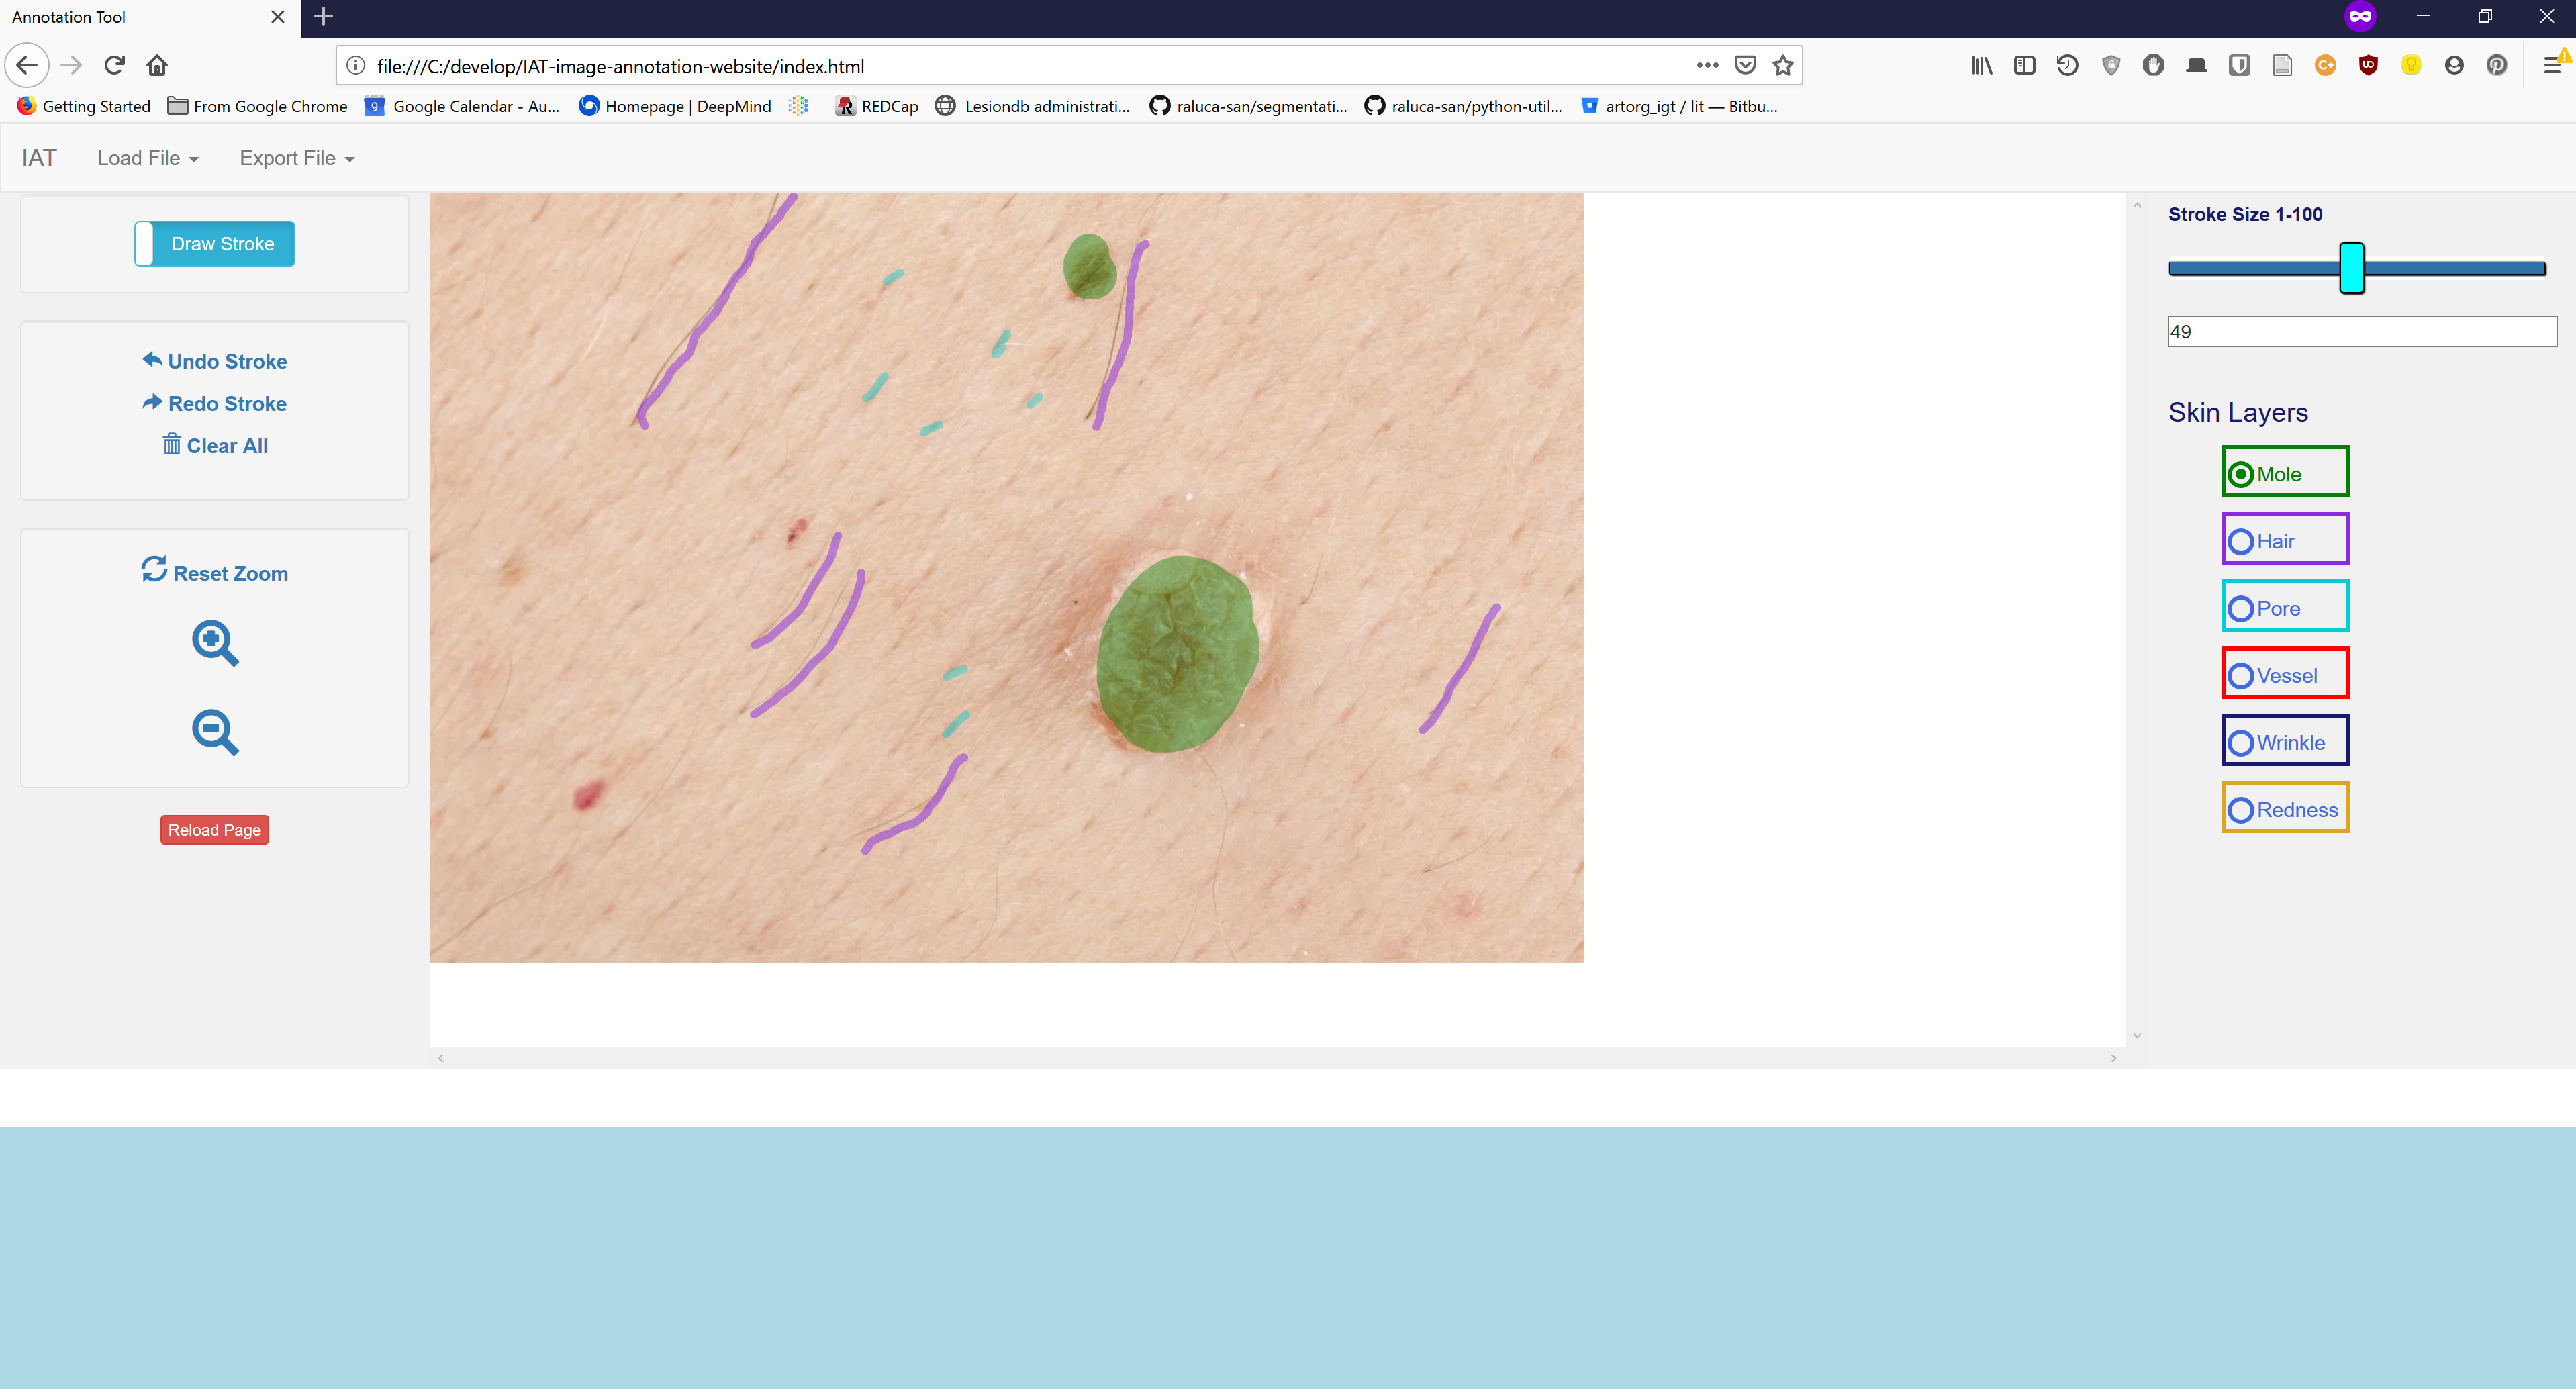 Annotation Tool
file:///C:/develop/IAT-image-annotation-website/index.html
Getting Started From Google Chrome 9 Google Calendar - Au... Homepage | DeepMind REDCap Lesiondb administrati... raluca-san/segmentati... raluca-san/python-util... artorg_igt / lit — Bitbu...
IAT Load File Export File
Draw Stroke
Undo Stroke
Redo Stroke
Clear All
Reset Zoom
Reload Page
Stroke Size 1-100
49
Skin Layers
Mole
Hair
Pore
Vessel
Wrinkle
Redness